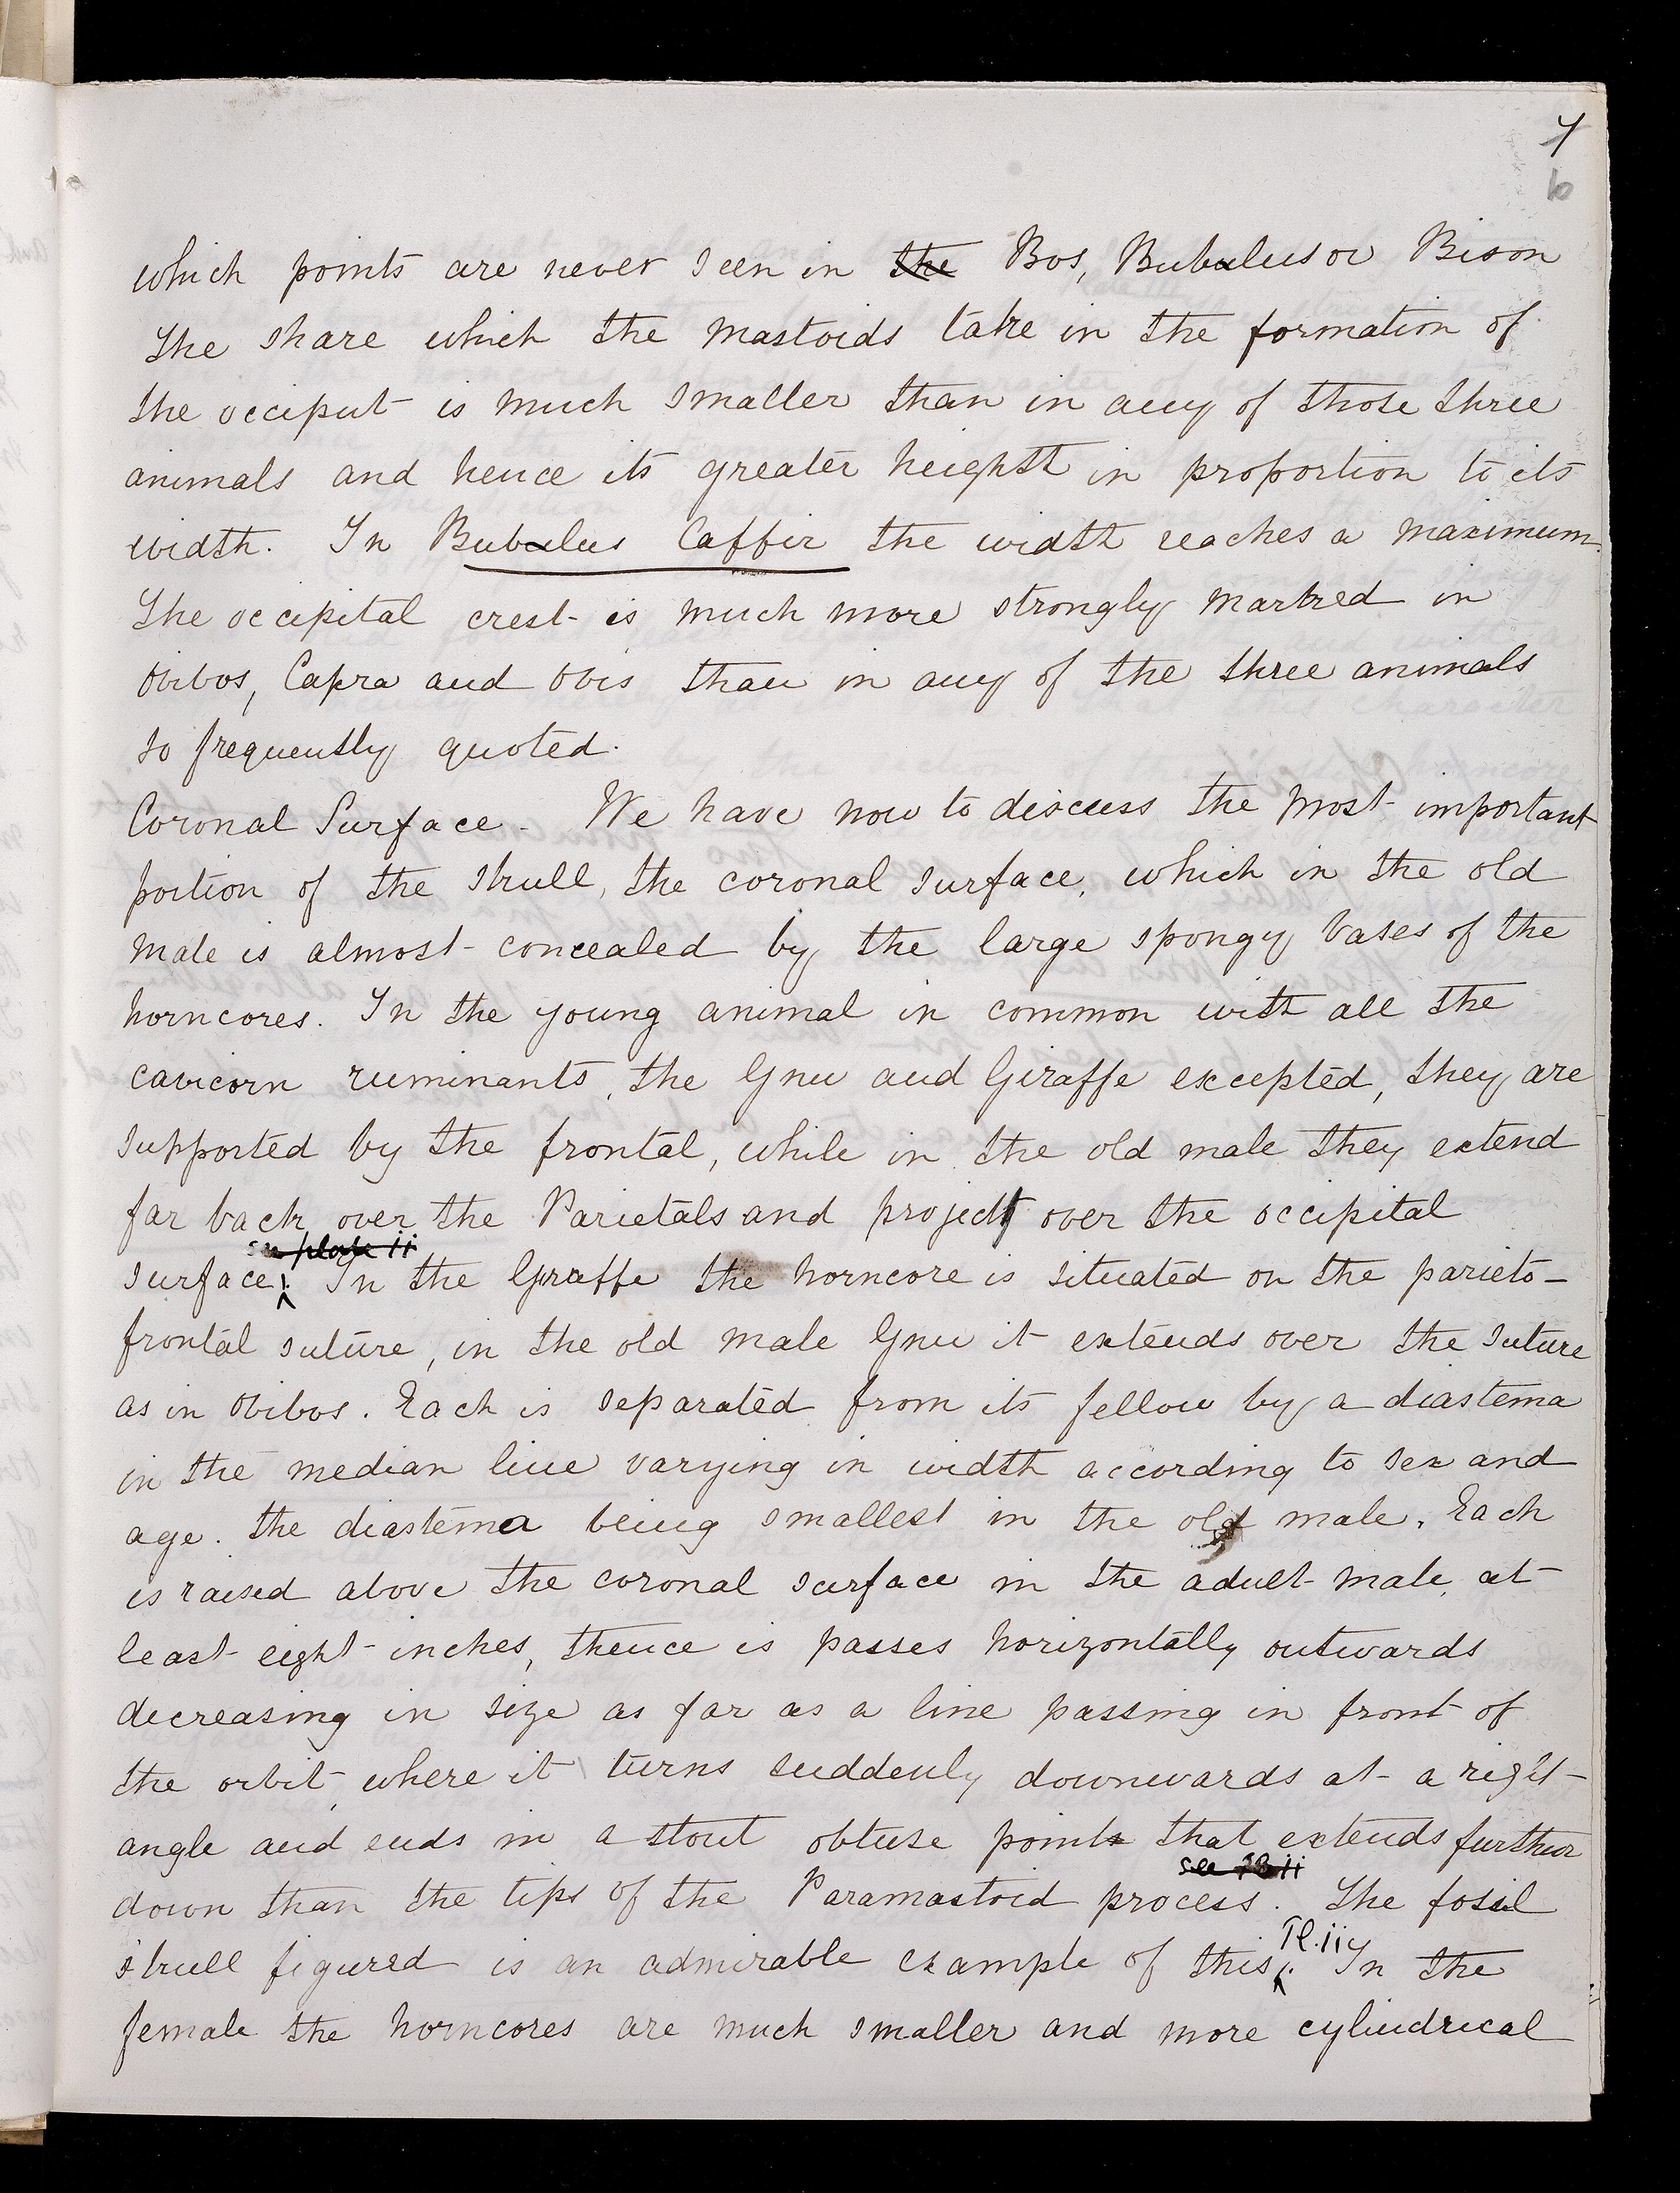 7
6
which points are never seen in the Bos, Bubalus or Bison
The share which the mastoids take in the formation of
the occiput is much smaller than in any of those three
animals and hence its greater heightt in proportion to its
width. In Bubalus Caffir the width reaches a maximum.
The occipital crest is much more strongly marked in
Ovibos, Capra and Ovis than in any of the three animals
so frequently quoted.
Coronal Surface. We have now to discuss the most important
portion of the skull, the coronal surface, which in the old
male is almost concealed by the large spongy bases of the
horncores. In the young animal in common with all the
cavicorn ruminants, the Gnu and Giraffe excepted, they are
supported by the frontal, while in the old male they extend
far back over the Parietals and project over the occipital
see plate ii
surface. In the Giraffe the horncore is situated on the parieto-
frontal suture, in the old male Gnu it extends over the suture
as in Ovibos. Each is separated from its fellow by a diastema
in the median line varying in width according to sex and
age. the diastema being smallest in the old male. Each
is raised above the coronal surface in the adult male, at
least eight inches, thence is passes horizontally outwards
decreasing in size as far as a line passing in front of
the orbit, where it turns suddenly downwards at a right
angle and ends in a stout obtuse point that extends further
see Pl ii
down than the tips of the Paramastoid process. The fossil
Pl. iiy
skull figured is an admirable example of this. In the
female the horncores are much smaller and more cylindrical